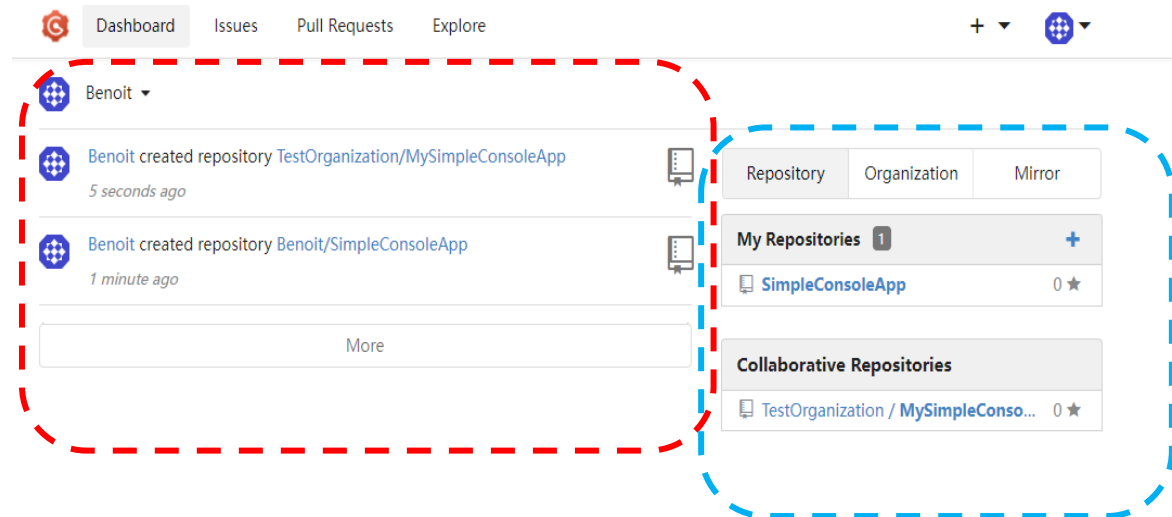 Dashboard Issues Pull Requests Explore +
Benoit
Benoit created repository TestOrganization/MySimpleConsoleApp
5 seconds ago
Benoit created repository Benoit/SimpleConsoleApp
1 minute ago
More
Repository Organization Mirror
My Repositories 1 +
SimpleConsoleApp 0 ★
Collaborative Repositories
TestOrganization / MySimpleConso... 0 ★